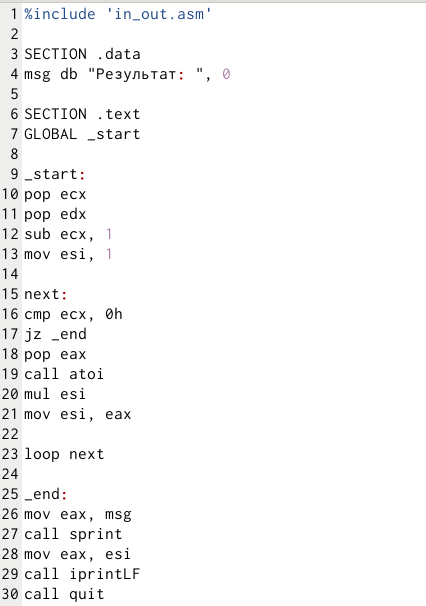 1 %include 'in_out.asm'
2
3 SECTION .data
4 msg db "Результат: ", 0
5
6 SECTION .text
7 GLOBAL _start
8
9 _start:
10 pop ecx
11 pop edx
12 sub ecx, 1
13 mov esi, 1
14
15 next:
16 cmp ecx, 0h
17 jz _end
18 pop eax
19 call atoi
20 mul esi
21 mov esi, eax
22
23 loop next
24
25 _end:
26 mov eax, msg
27 call sprint
28 mov eax, esi
29 call iprintLF
30 call quit